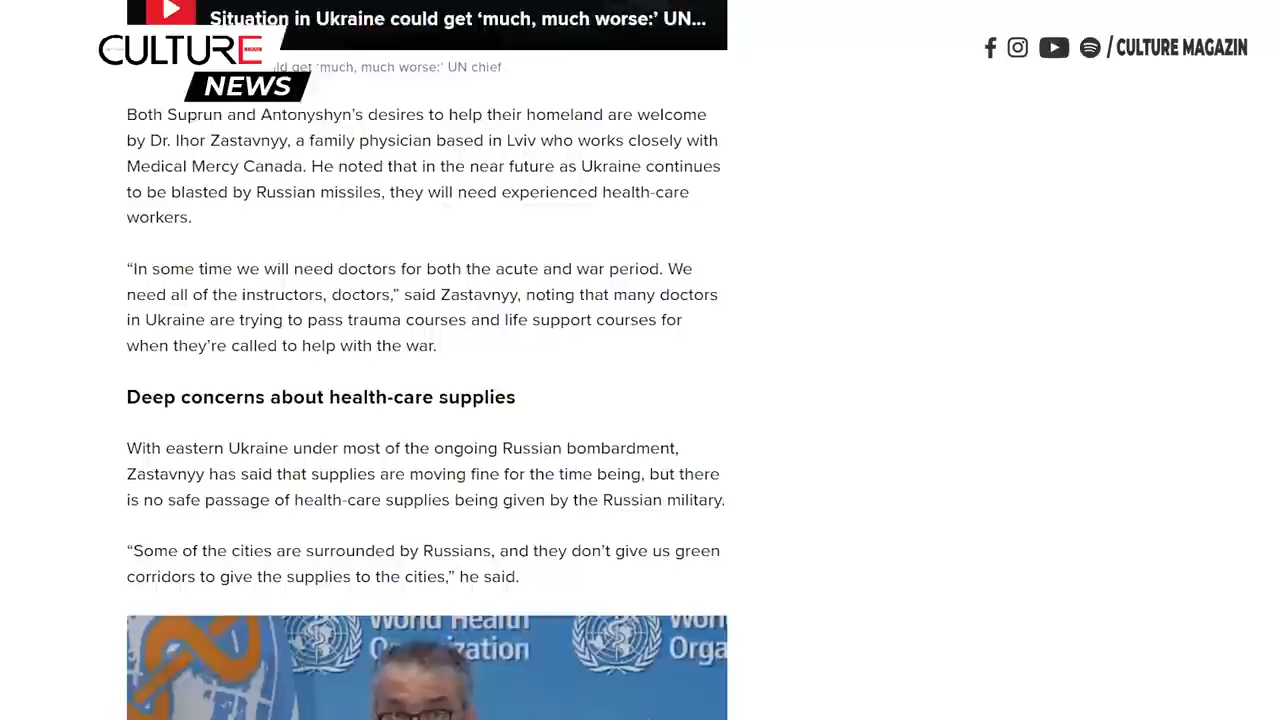 Situation in Ukraine could get ‘much, much worse:’ UN...
CULTURE
NEWS
/ CULTURE MAGAZIN
get ‘much, much worse:’ UN chief
Both Suprun and Antonyshyn’s desires to help their homeland are welcome
by Dr. Ihor Zastavnyy, a family physician based in Lviv who works closely with
Medical Mercy Canada. He noted that in the near future as Ukraine continues
to be blasted by Russian missiles, they will need experienced health-care
workers.
“In some time we will need doctors for both the acute and war period. We
need all of the instructors, doctors,” said Zastavnyy, noting that many doctors
in Ukraine are trying to pass trauma courses and life support courses for
when they’re called to help with the war.
Deep concerns about health-care supplies
With eastern Ukraine under most of the ongoing Russian bombardment,
Zastavnyy has said that supplies are moving fine for the time being, but there
is no safe passage of health-care supplies being given by the Russian military.
“Some of the cities are surrounded by Russians, and they don’t give us green
corridors to give the supplies to the cities,” he said.
World Health
Organization